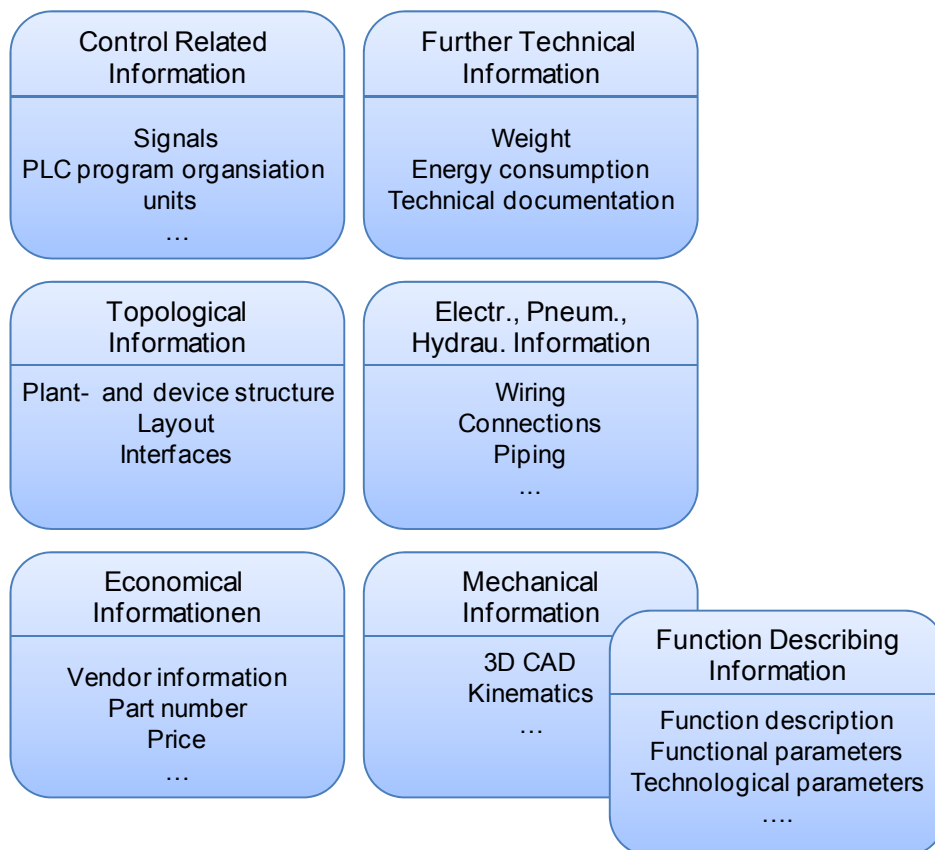 Control Related
Information
Signals
PLC program organsiation
units
…
Further Technical
Information
Weight
Energy consumption
Technical documentation
Topological
Information
Plant- and device structure
Layout
Interfaces
Electr., Pneum.,
Hydrau. Information
Wiring
Connections
Piping
…
Economical
Informationen
Vendor information
Part number
Price
…
Mechanical
Information
3D CAD
Kinematics
…
Function Describing
Information
Function description
Functional parameters
Technological parameters
….